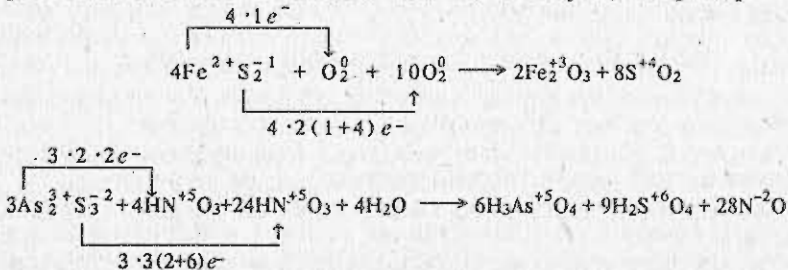 4·1e⁻
4Fe²⁺S₂⁻¹ + O₂⁰ + 10O₂⁰ ⟶ 2Fe₂⁺³O₃ + 8S⁺⁴O₂
4·2(1+4)e⁻
3·2·2e⁻
3As₂³⁺S₃⁻² + 4HN⁺⁵O₃ + 24HN⁺⁵O₃ + 4H₂O ⟶ 6H₃As⁺⁵O₄ + 9H₂S⁺⁶O₄ + 28N⁻²O
3·3(2+6)e⁻